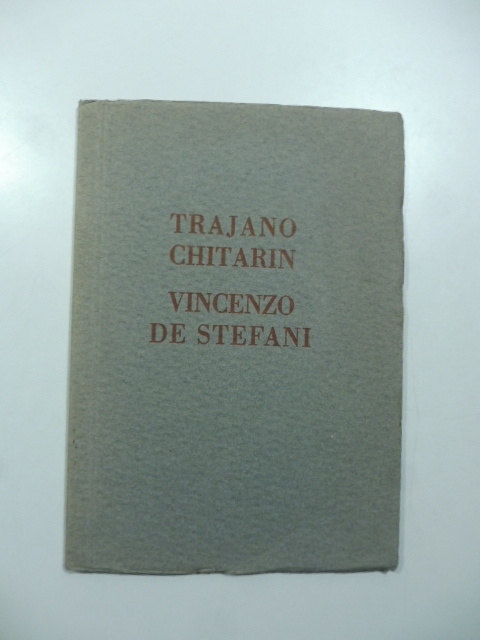 TRAJANO
CHITARIN
VINCENZO
DE STEFANI